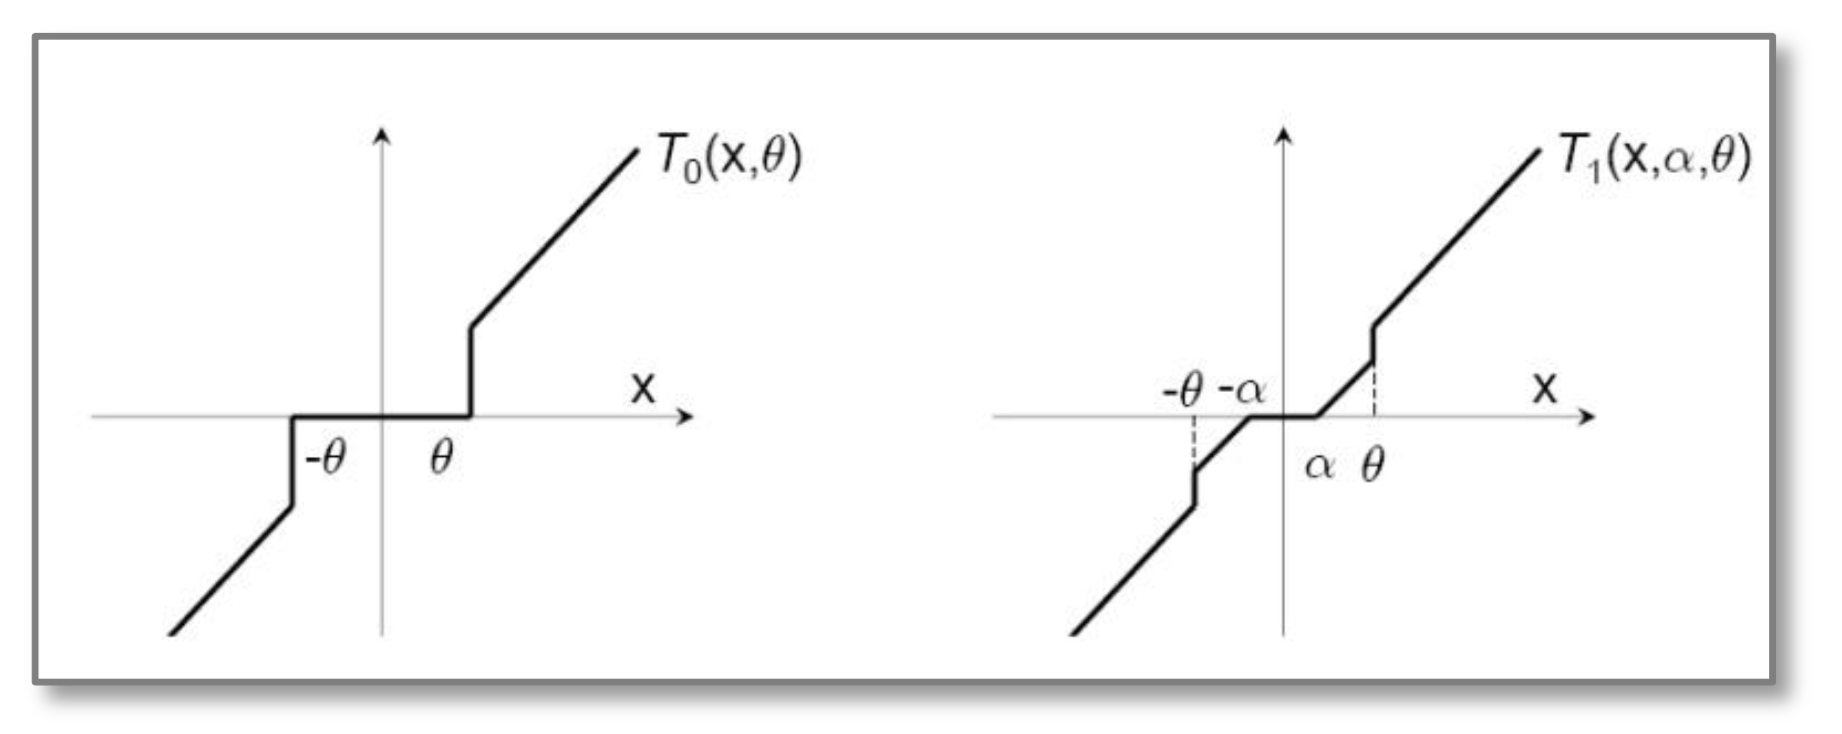 T₀(x,θ)
x
-θ θ
T₁(x,α,θ)
-θ -α x
α θ